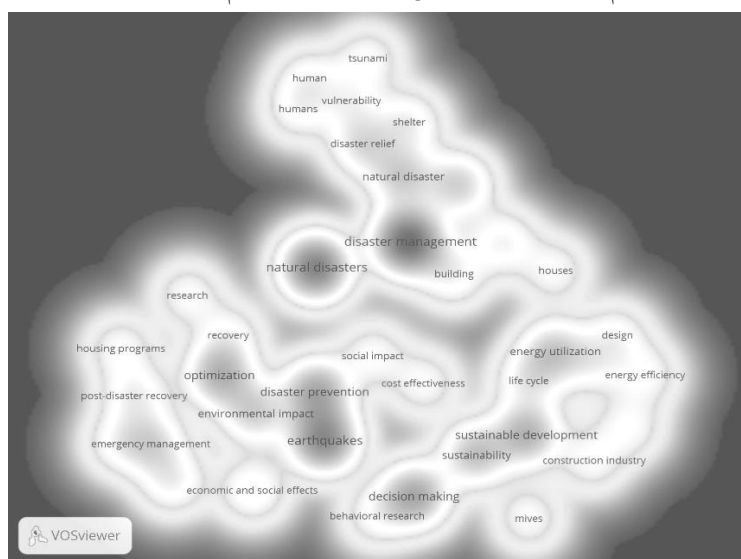 tsunami
human
vulnerability
humans
shelter
disaster relief
natural disaster
disaster management
natural disasters
building
houses
research
recovery
design
housing programs
social impact
energy utilization
optimization
cost effectiveness
life cycle
energy efficiency
post-disaster recovery
disaster prevention
environmental impact
emergency management
earthquakes
sustainable development
sustainability
construction industry
economic and social effects
decision making
behavioral research
mives
VOSviewer